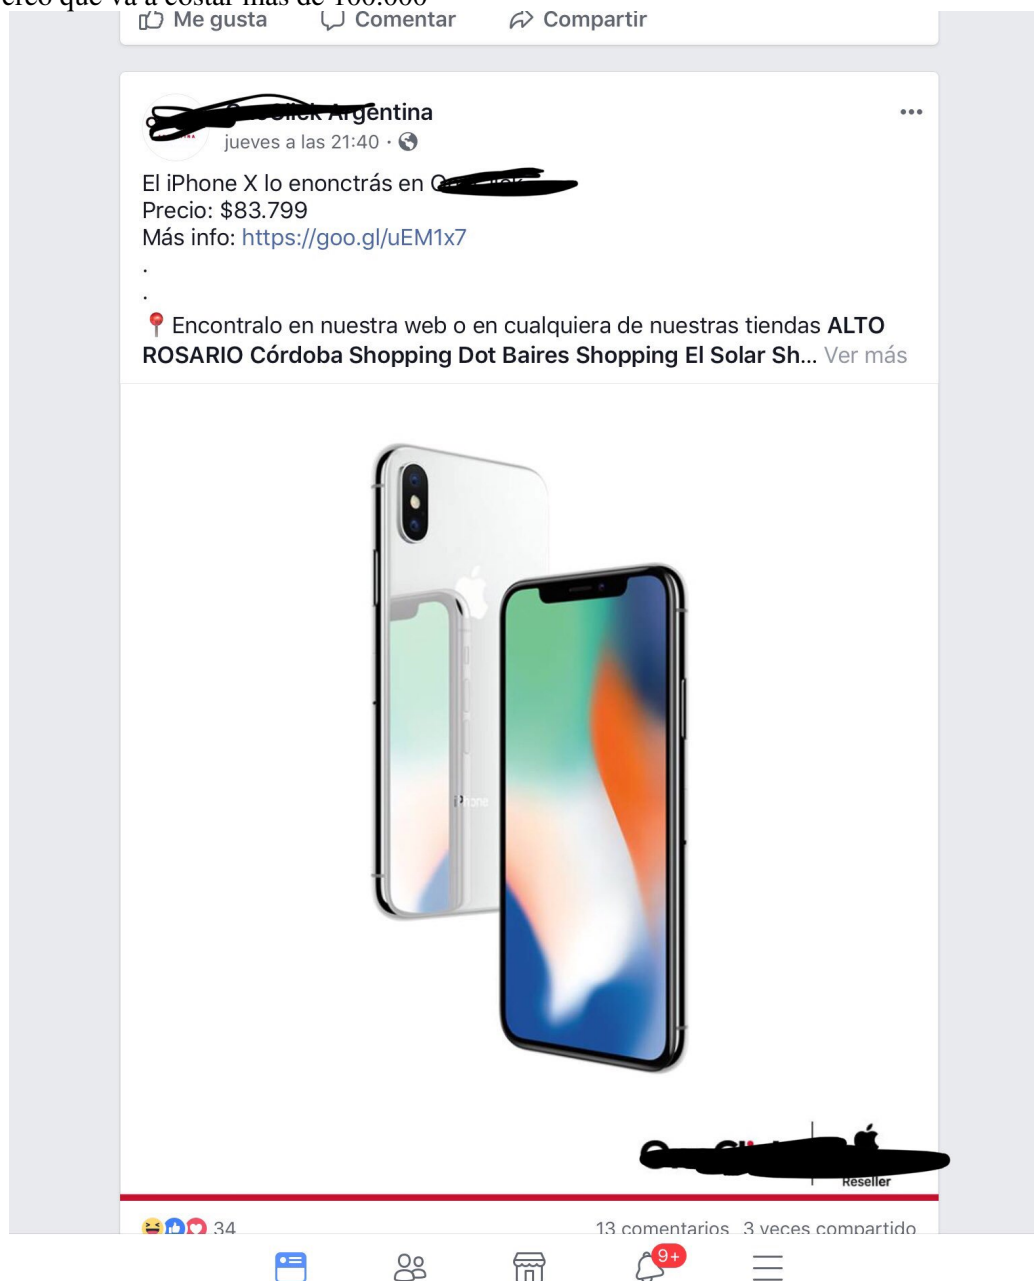 creo que va a costar más de 100.000
Me gusta Comentar Compartir
Argentina
jueves a las 21:40 ·
El iPhone X lo enonctrás en
Precio: $83.799
Más info: https://goo.gl/uEM1x7
.
.
Encontralo en nuestra web o en cualquiera de nuestras tiendas ALTO
ROSARIO Córdoba Shopping Dot Baires Shopping El Solar Sh... Ver más
iPhone
Reseller
34 13 comentarios 3 veces compartido
9+